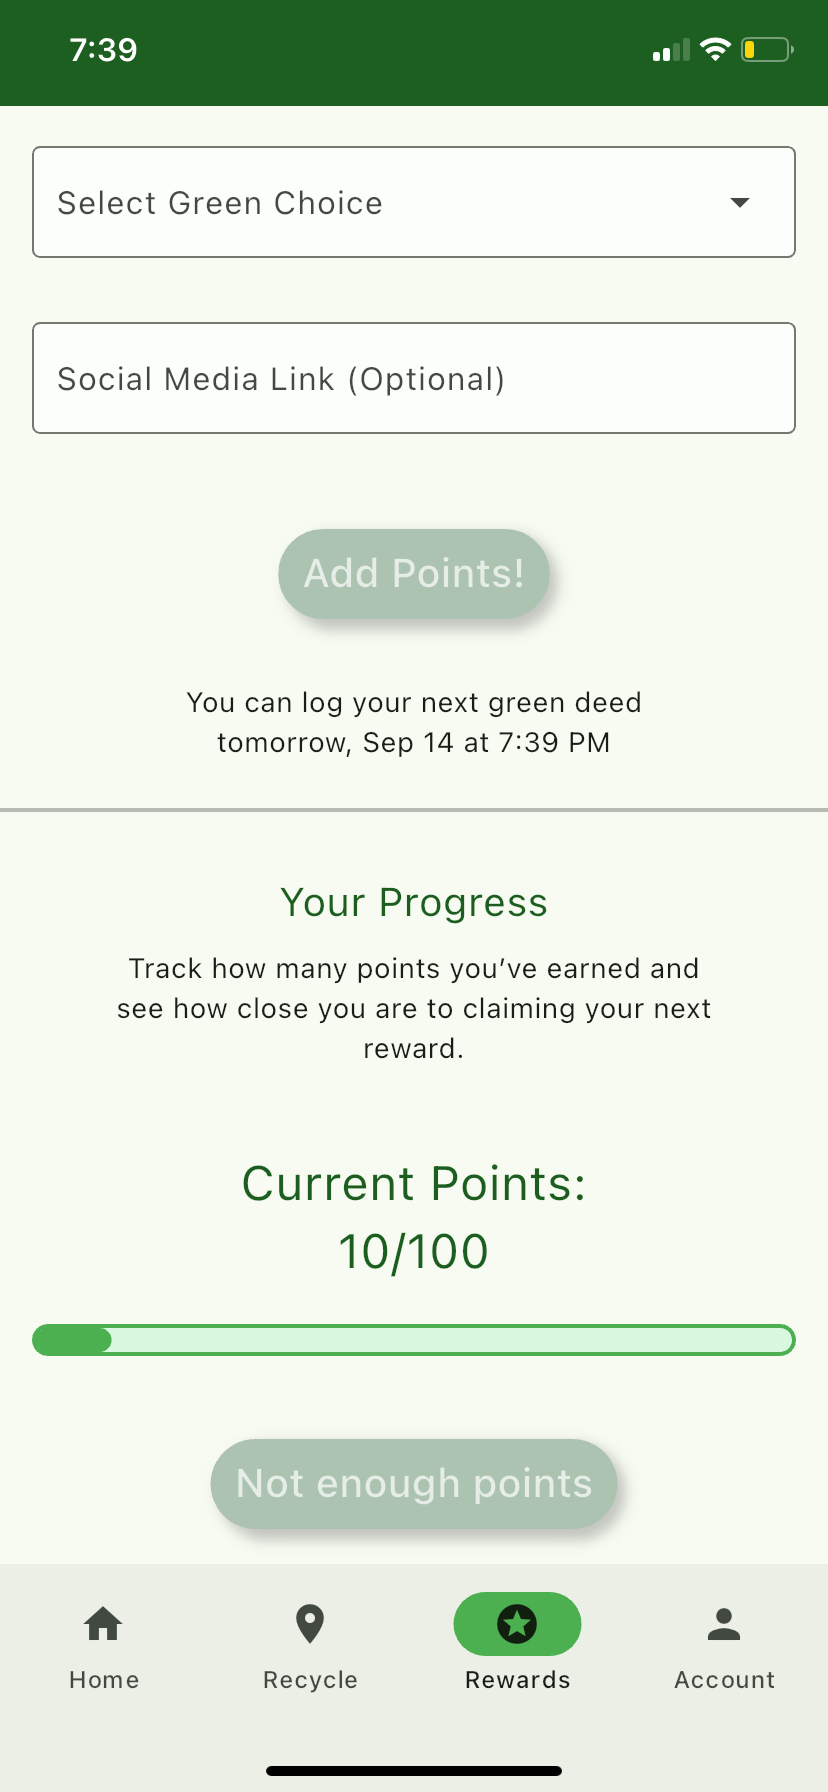 7:39
Select Green Choice
Social Media Link (Optional)
Add Points!
You can log your next green deed
tomorrow, Sep 14 at 7:39 PM
Your Progress
Track how many points you’ve earned and
see how close you are to claiming your next
reward.
Current Points:
10/100
Not enough points
Home
Recycle
Rewards
Account